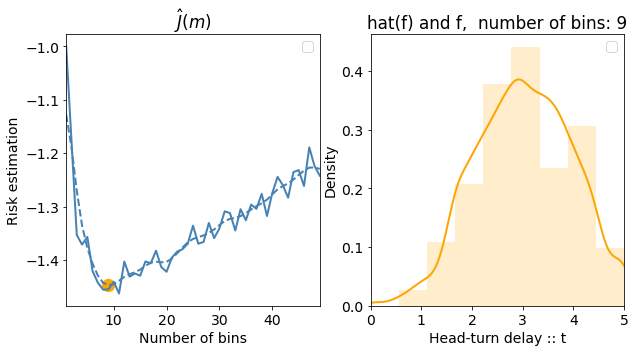 Ĵ(m)
hat(f) and f,  number of bins: 9
Risk estimation
−1.0
−1.1
−1.2
−1.3
−1.4
10 20 30 40
Number of bins
Density
0.4
0.3
0.2
0.1
0.0
0 1 2 3 4 5
Head-turn delay :: t